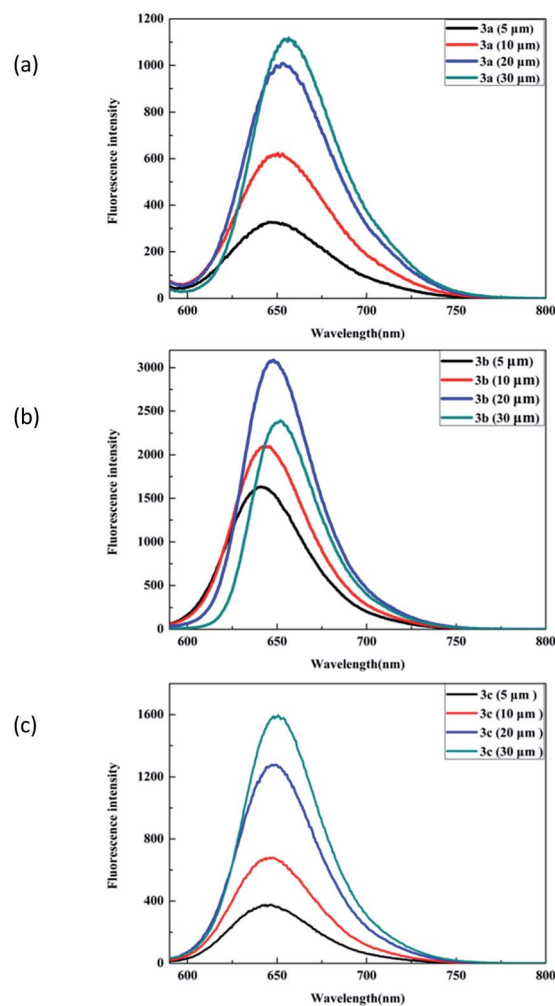 (a)
1200
1000
800
600
400
200
0
Fluorescence intensity
3a (5 µm)
3a (10 µm)
3a (20 µm)
3a (30 µm)
600 650 700 750 800
Wavelength(nm)
(b)
3000
2500
2000
1500
1000
500
0
Fluorescence intensity
3b (5 µm)
3b (10 µm)
3b (20 µm)
3b (30 µm)
600 650 700 750 800
Wavelength(nm)
(c)
1600
1200
800
400
0
Fluorescence intensity
3c (5 µm )
3c (10 µm )
3c (20 µm )
3c (30 µm )
600 650 700 750 800
Wavelength(nm)